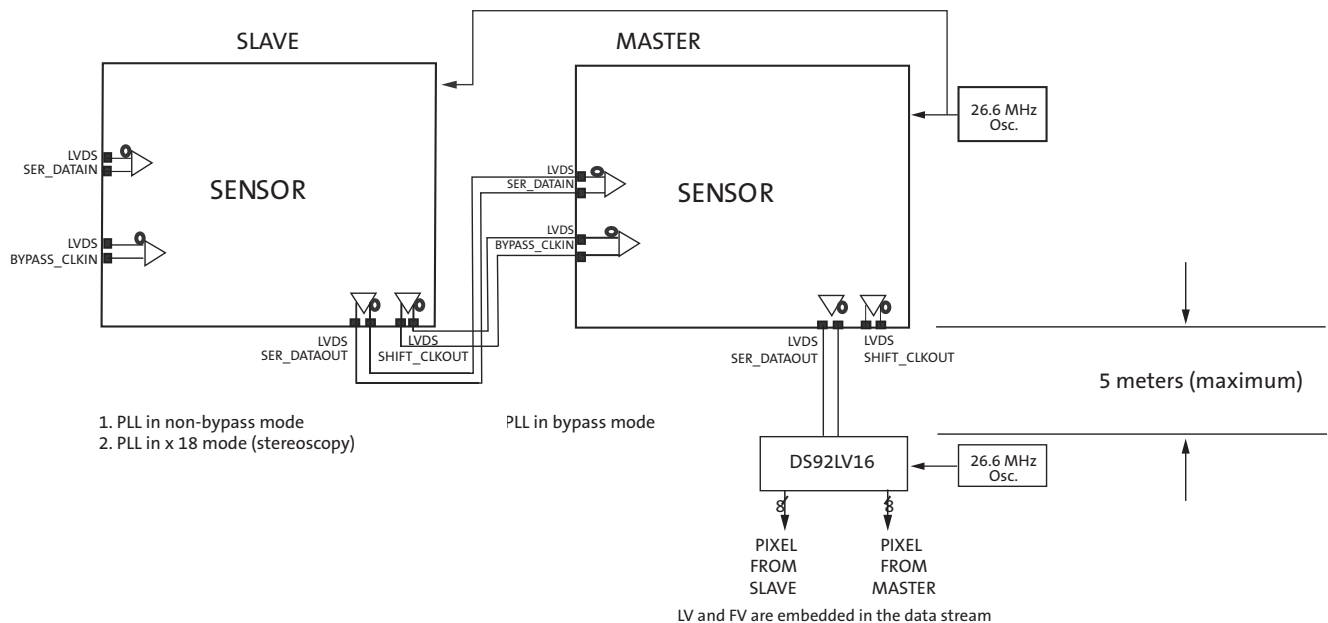 SLAVE
MASTER
26.6 MHz
Osc.
LVDS
SER_DATAIN
SENSOR
LVDS
BYPASS_CLKIN
LVDS
SER_DATAIN
SENSOR
LVDS
BYPASS_CLKIN
LVDS
SER_DATAOUT
LVDS
SHIFT_CLKOUT
LVDS
SER_DATAOUT
LVDS
SHIFT_CLKOUT
5 meters (maximum)
1. PLL in non-bypass mode
2. PLL in x 18 mode (stereoscopy)
PLL in bypass mode
DS92LV16
26.6 MHz
Osc.
8
8
PIXEL
FROM
SLAVE
PIXEL
FROM
MASTER
LV and FV are embedded in the data stream